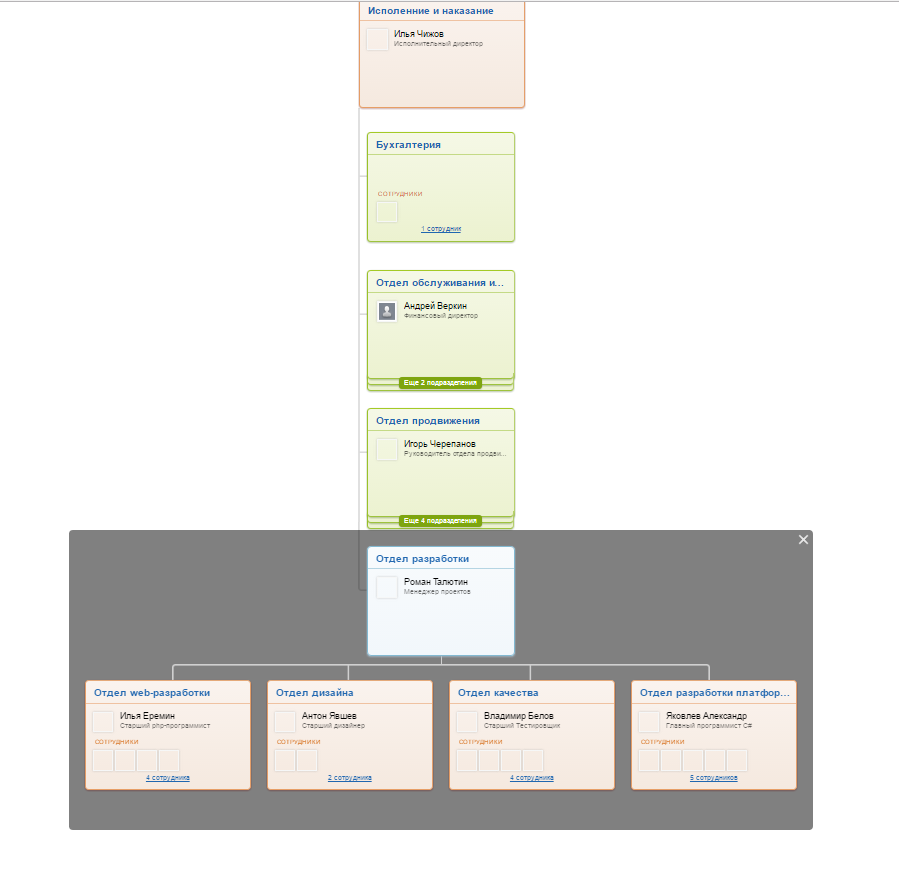 Исполенние и наказание
Илья Чижов
Исполнительный директор
Бухгалтерия
СОТРУДНИКИ
1 сотрудник
Отдел обслуживания и...
Андрей Веркин
Финансовый директор
Еще 2 подразделения
Отдел продвижения
Игорь Черепанов
Руководитель отдела продви...
Еще 4 подразделения
Отдел разработки
Роман Талютин
Менеджер проектов
Отдел web-разработки
Илья Еремин
Старший php-программист
СОТРУДНИКИ
4 сотрудника
Отдел дизайна
Антон Явшев
Старший дизайнер
СОТРУДНИКИ
2 сотрудника
Отдел качества
Владимир Белов
Старший Тестировщик
СОТРУДНИКИ
4 сотрудника
Отдел разработки платфор...
Яковлев Александр
Главный программист C#
СОТРУДНИКИ
5 сотрудников